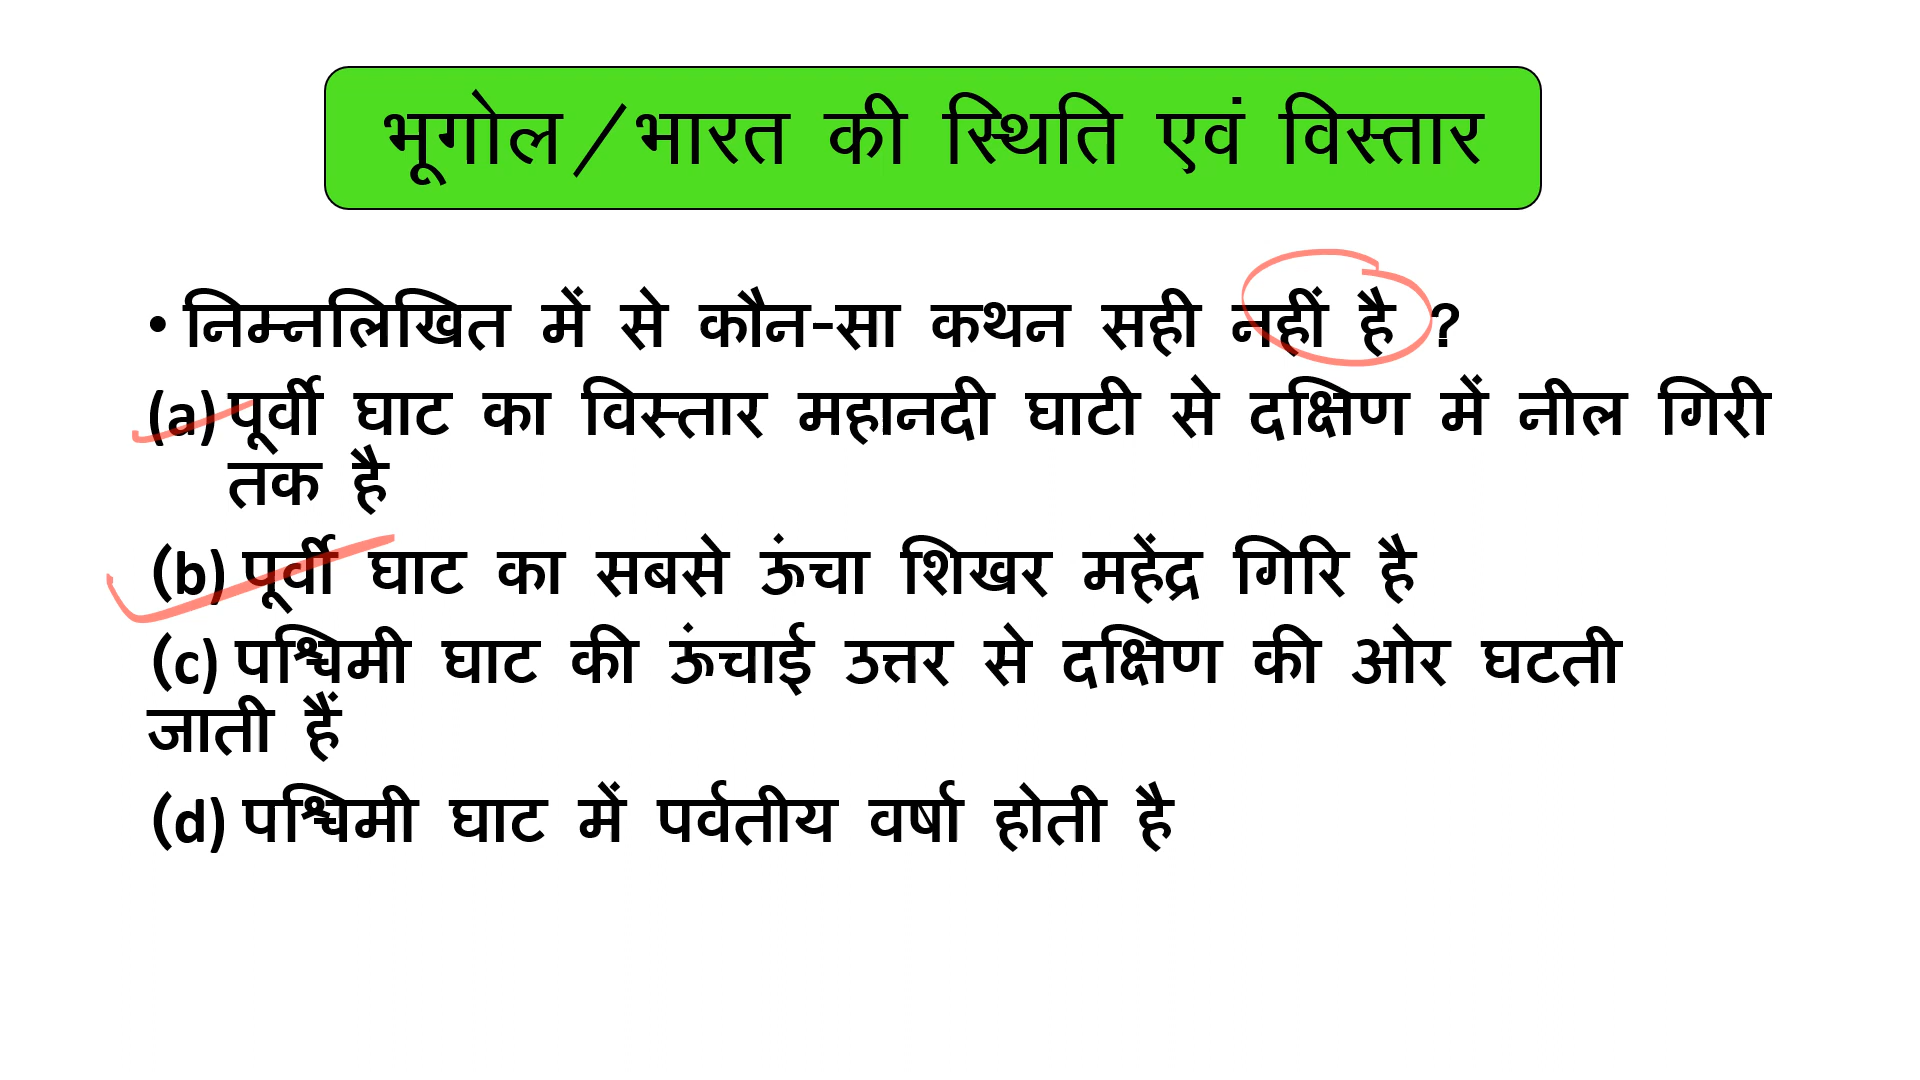 भूगोल/भारत की स्थिति एवं विस्तार
• निम्नलिखित में से कौन-सा कथन सही नहीं है ?
(a) पूर्वी घाट का विस्तार महानदी घाटी से दक्षिण में नील गिरी
तक है
(b) पूर्वी घाट का सबसे ऊंचा शिखर महेंद्र गिरि है
(c) पश्चिमी घाट की ऊंचाई उत्तर से दक्षिण की ओर घटती
जाती हैं
(d) पश्चिमी घाट में पर्वतीय वर्षा होती है